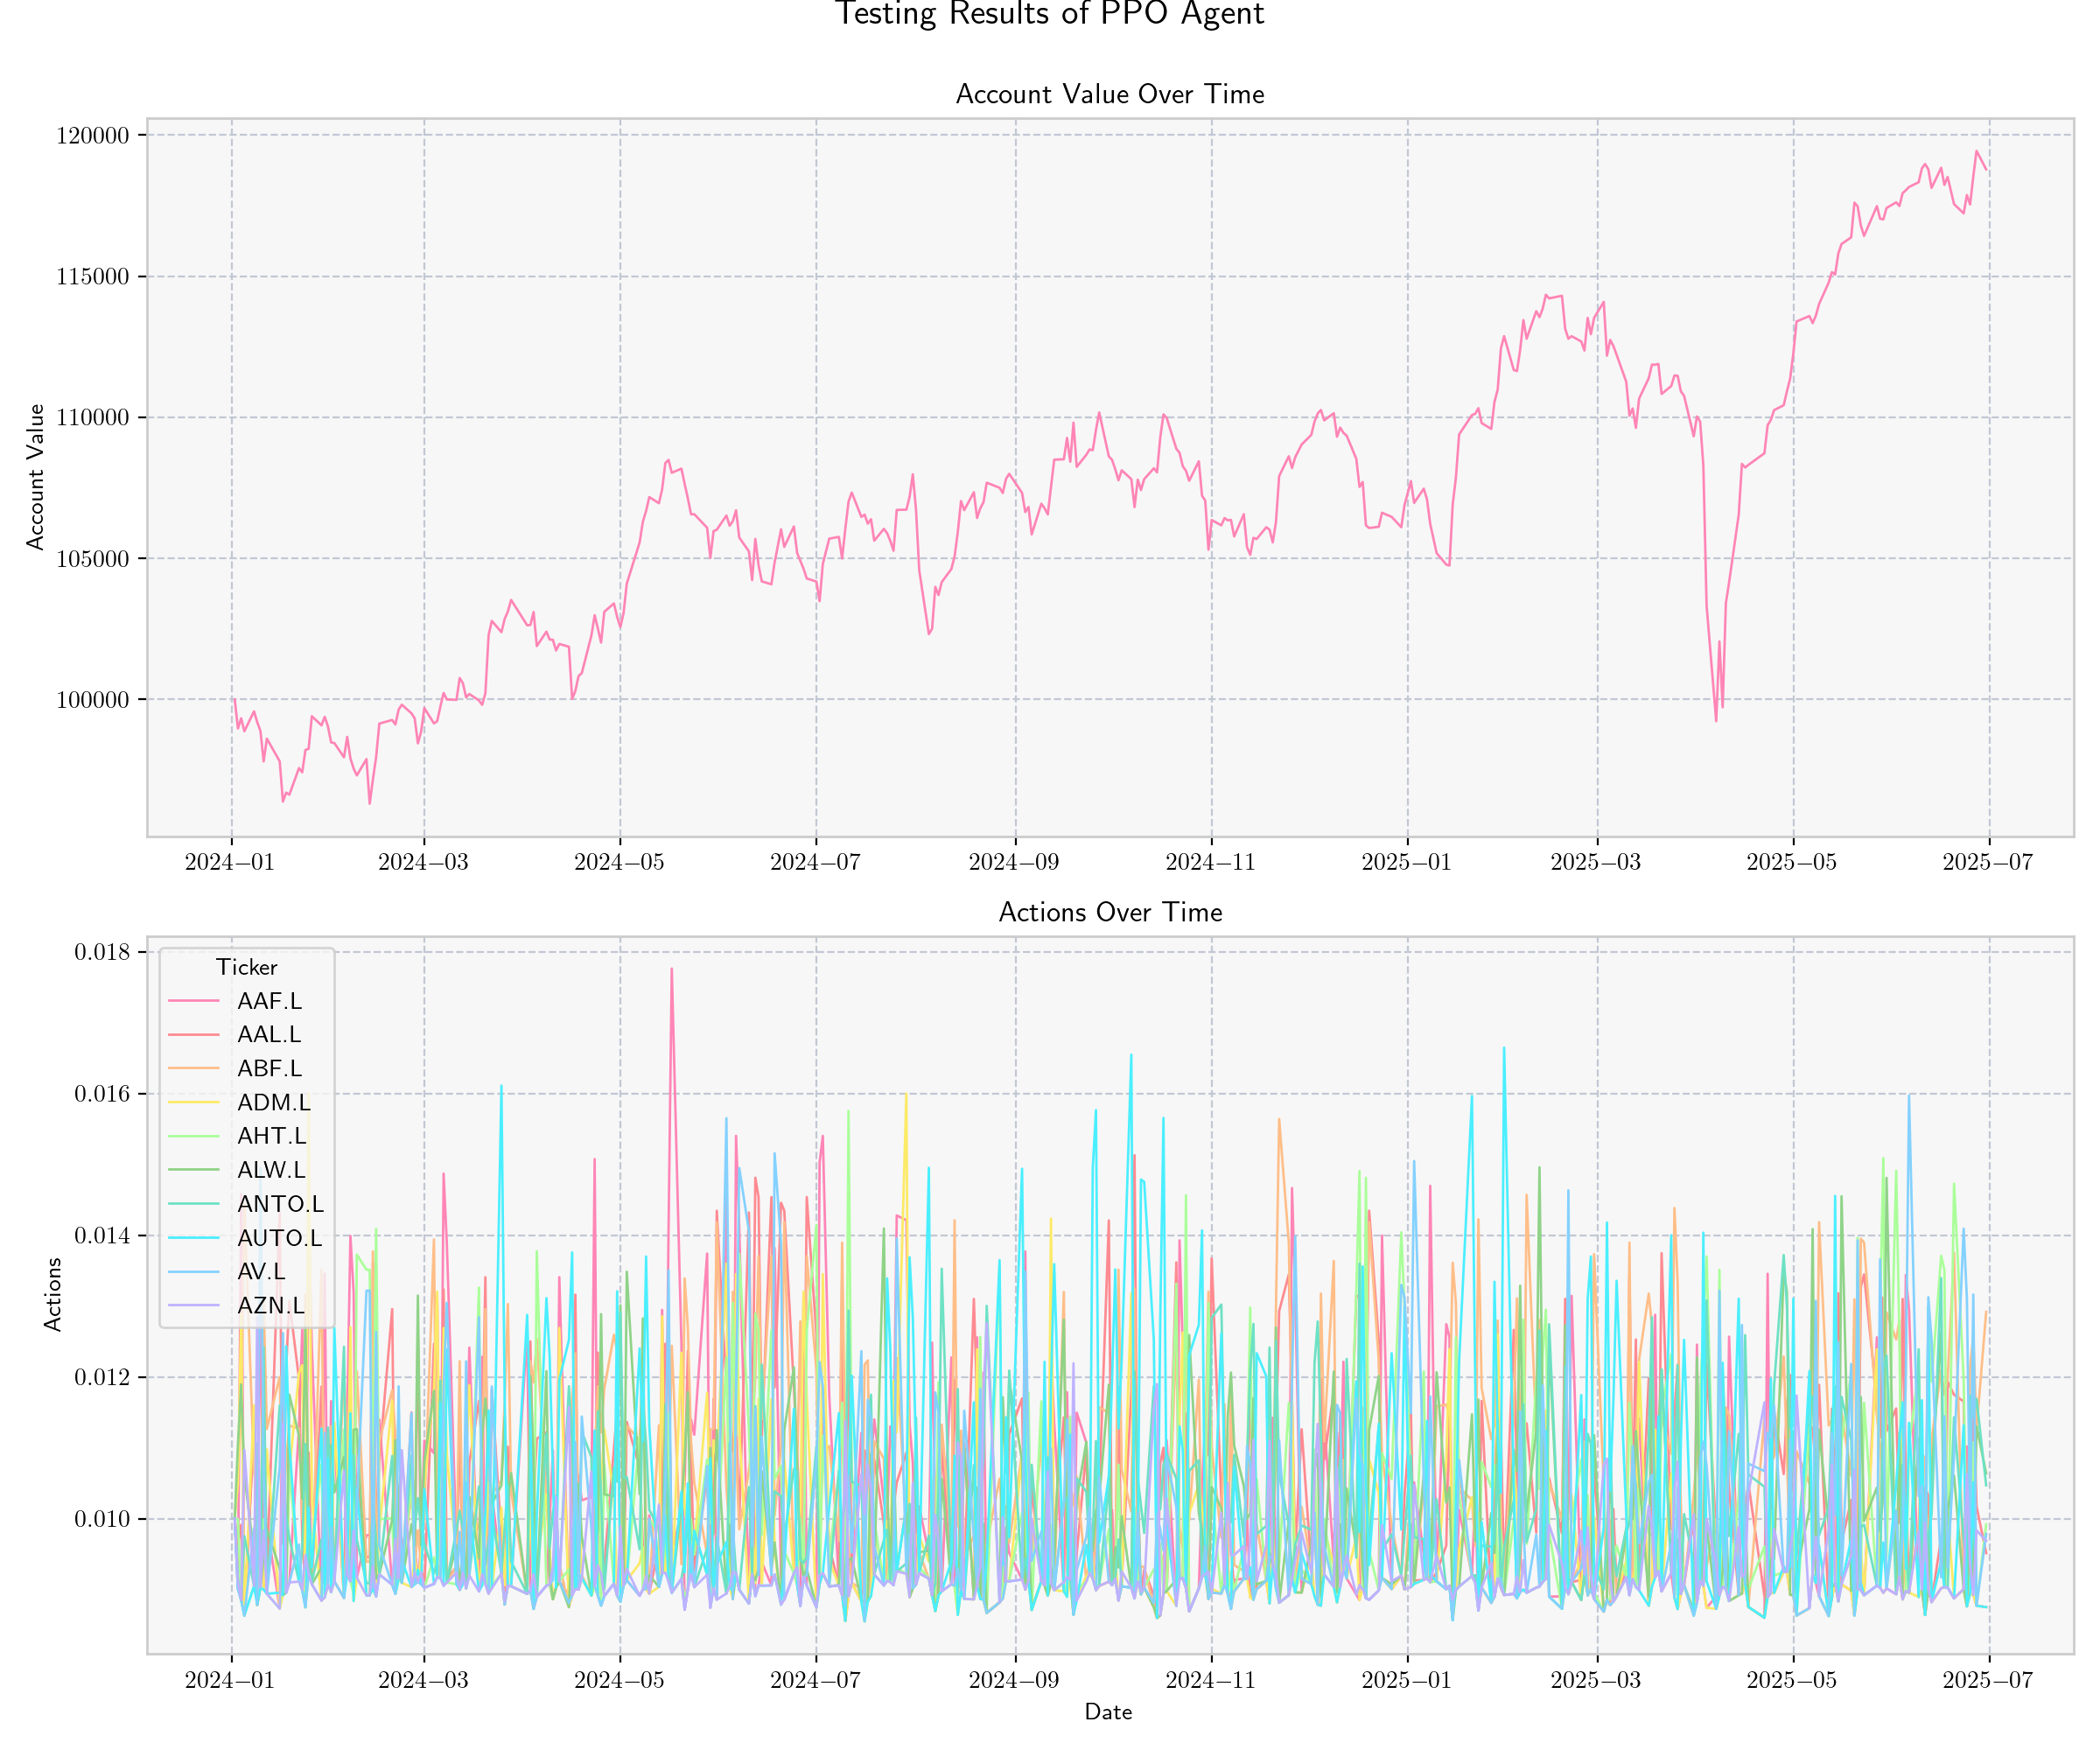 Testing Results of PPO Agent
Account Value Over Time
Account Value
120000
115000
110000
105000
100000
2024−01 2024−03 2024−05 2024−07 2024−09 2024−11 2025−01 2025−03 2025−05 2025−07
Actions Over Time
Actions
0.018
0.016
0.014
0.012
0.010
Ticker
AAF.L
AAL.L
ABF.L
ADM.L
AHT.L
ALW.L
ANTO.L
AUTO.L
AV.L
AZN.L
2024−01 2024−03 2024−05 2024−07 2024−09 2024−11 2025−01 2025−03 2025−05 2025−07
Date